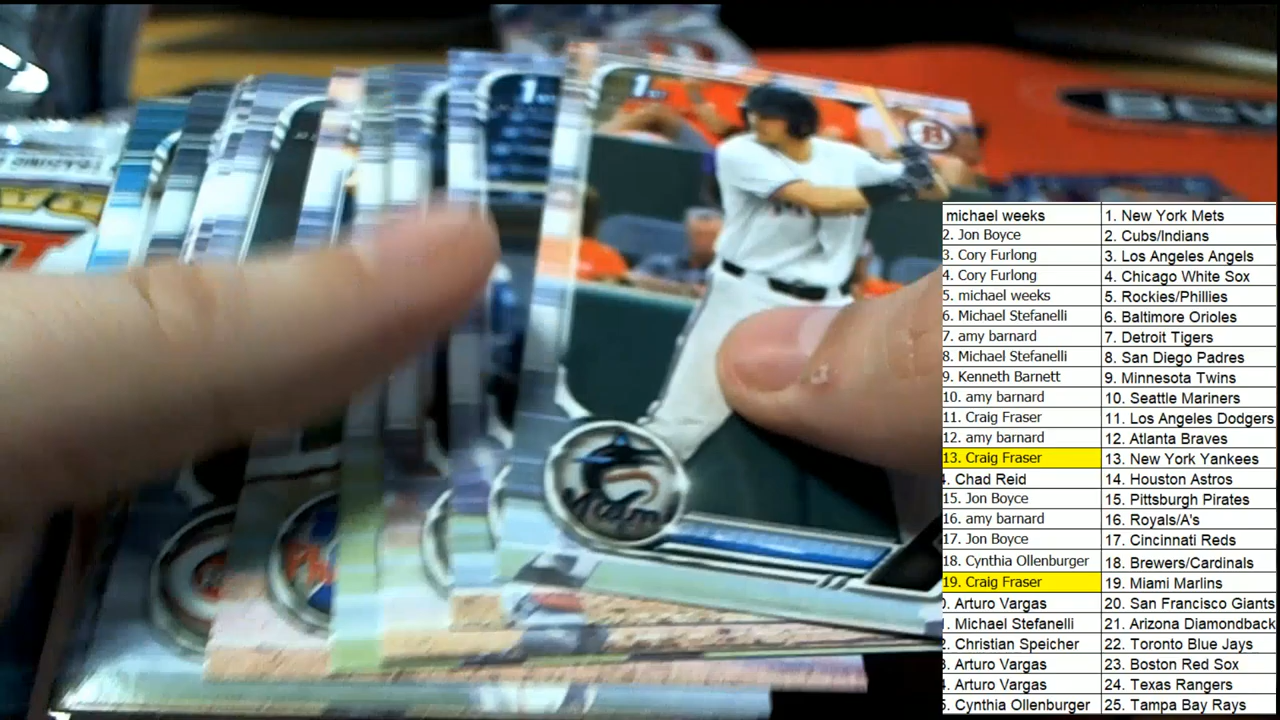 michael weeks 1. New York Mets
2. Jon Boyce 2. Cubs/Indians
3. Cory Furlong 3. Los Angeles Angels
4. Cory Furlong 4. Chicago White Sox
5. michael weeks 5. Rockies/Phillies
6. Michael Stefanelli 6. Baltimore Orioles
7. amy barnard 7. Detroit Tigers
8. Michael Stefanelli 8. San Diego Padres
9. Kenneth Barnett 9. Minnesota Twins
10. amy barnard 10. Seattle Mariners
11. Craig Fraser 11. Los Angeles Dodgers
12. amy barnard 12. Atlanta Braves
13. Craig Fraser 13. New York Yankees
4. Chad Reid 14. Houston Astros
15. Jon Boyce 15. Pittsburgh Pirates
16. amy barnard 16. Royals/A's
17. Jon Boyce 17. Cincinnati Reds
18. Cynthia Ollenburger 18. Brewers/Cardinals
19. Craig Fraser 19. Miami Marlins
0. Arturo Vargas 20. San Francisco Giants
1. Michael Stefanelli 21. Arizona Diamondback
2. Christian Speicher 22. Toronto Blue Jays
3. Arturo Vargas 23. Boston Red Sox
4. Arturo Vargas 24. Texas Rangers
5. Cynthia Ollenburger 25. Tampa Bay Rays